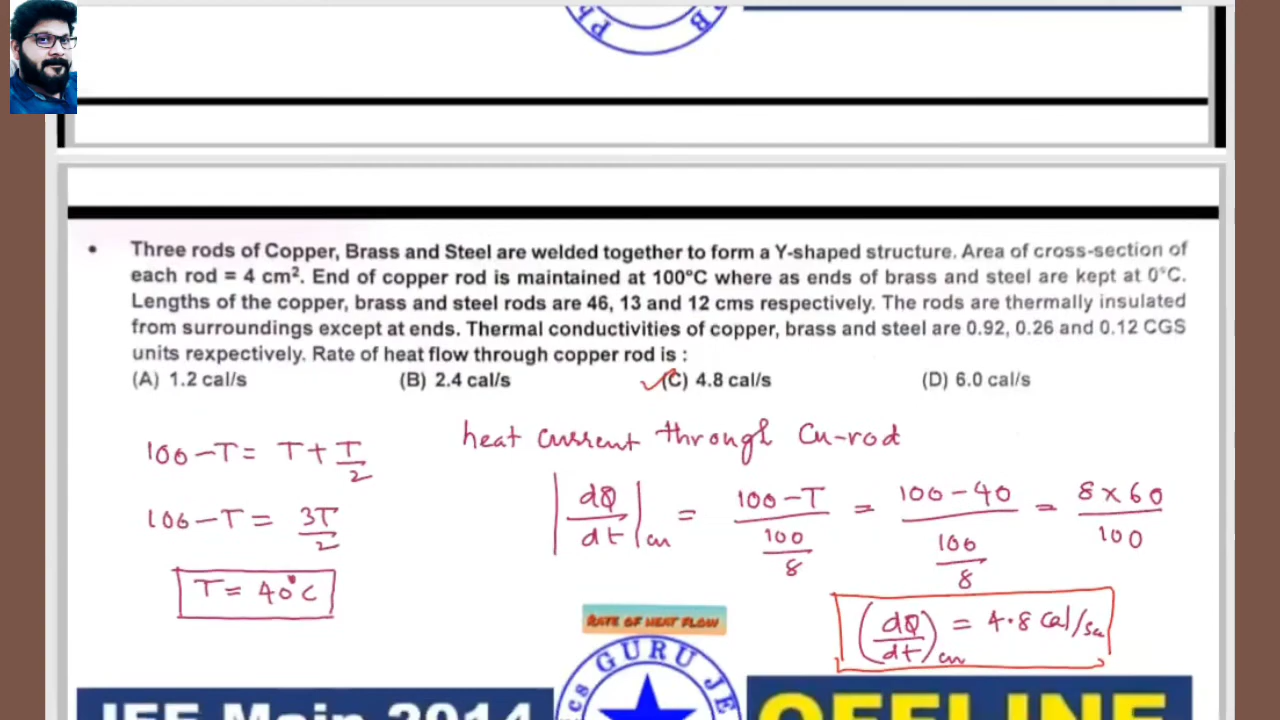 Ph
B
• Three rods of Copper, Brass and Steel are welded together to form a Y-shaped structure. Area of cross-section of
each rod = 4 cm². End of copper rod is maintained at 100°C where as ends of brass and steel are kept at 0°C.
Lengths of the copper, brass and steel rods are 46, 13 and 12 cms respectively. The rods are thermally insulated
from surroundings except at ends. Thermal conductivities of copper, brass and steel are 0.92, 0.26 and 0.12 CGS
units rexpectively. Rate of heat flow through copper rod is :
(A) 1.2 cal/s (B) 2.4 cal/s ✓(C) 4.8 cal/s (D) 6.0 cal/s
heat current through Cu-rod
100-T = T + T/2
|dQ/dt|cu = (100-T)/(100/8) = (100-40)/(100/8) = (8×60)/100
100-T = 3T/2
T = 40°C
(dQ/dt)cu = 4.8 Cal/sec
RATE OF HEAT FLOW
cs GURU JE
JEE Main 2014
OFFLINE